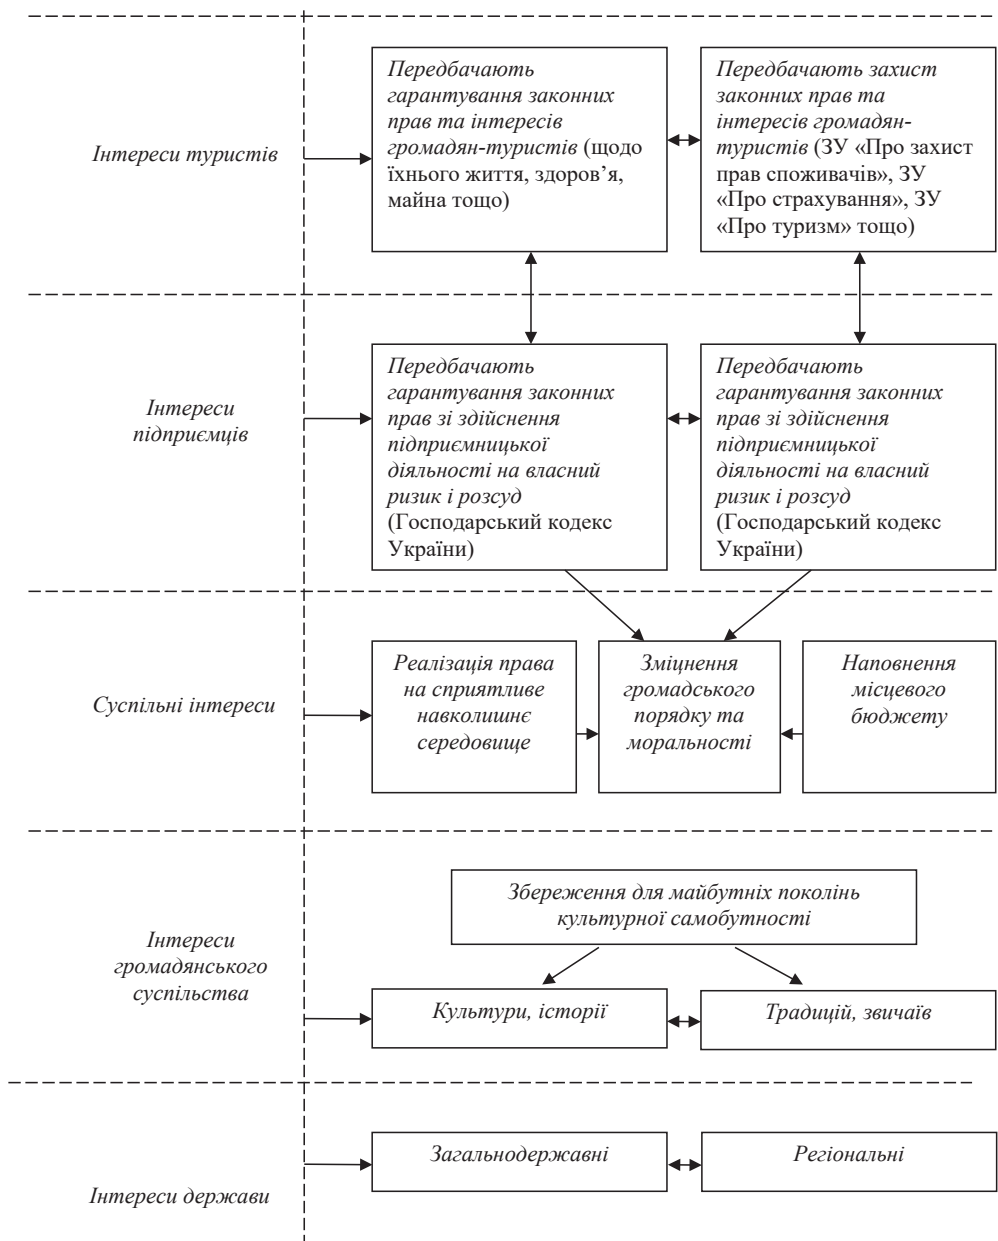 Інтереси туристів
Передбачають
гарантування законних
прав та інтересів
громадян-туристів (щодо
їхнього життя, здоров’я,
майна тощо)
Передбачають захист
законних прав та
інтересів громадян-
туристів (ЗУ «Про захист
прав споживачів», ЗУ
«Про страхування», ЗУ
«Про туризм» тощо)
Інтереси
підприємців
Передбачають
гарантування законних
прав зі здійснення
підприємницької
діяльності на власний
ризик і розсуд
(Господарський кодекс
України)
Передбачають
гарантування законних
прав зі здійснення
підприємницької
діяльності на власний
ризик і розсуд
(Господарський кодекс
України)
Суспільні інтереси
Реалізація права
на сприятливе
навколишнє
середовище
Зміцнення
громадського
порядку та
моральності
Наповнення
місцевого
бюджету
Інтереси
громадянського
суспільства
Збереження для майбутніх поколінь
культурної самобутності
Культури, історії
Традицій, звичаїв
Інтереси держави
Загальнодержавні
Регіональні